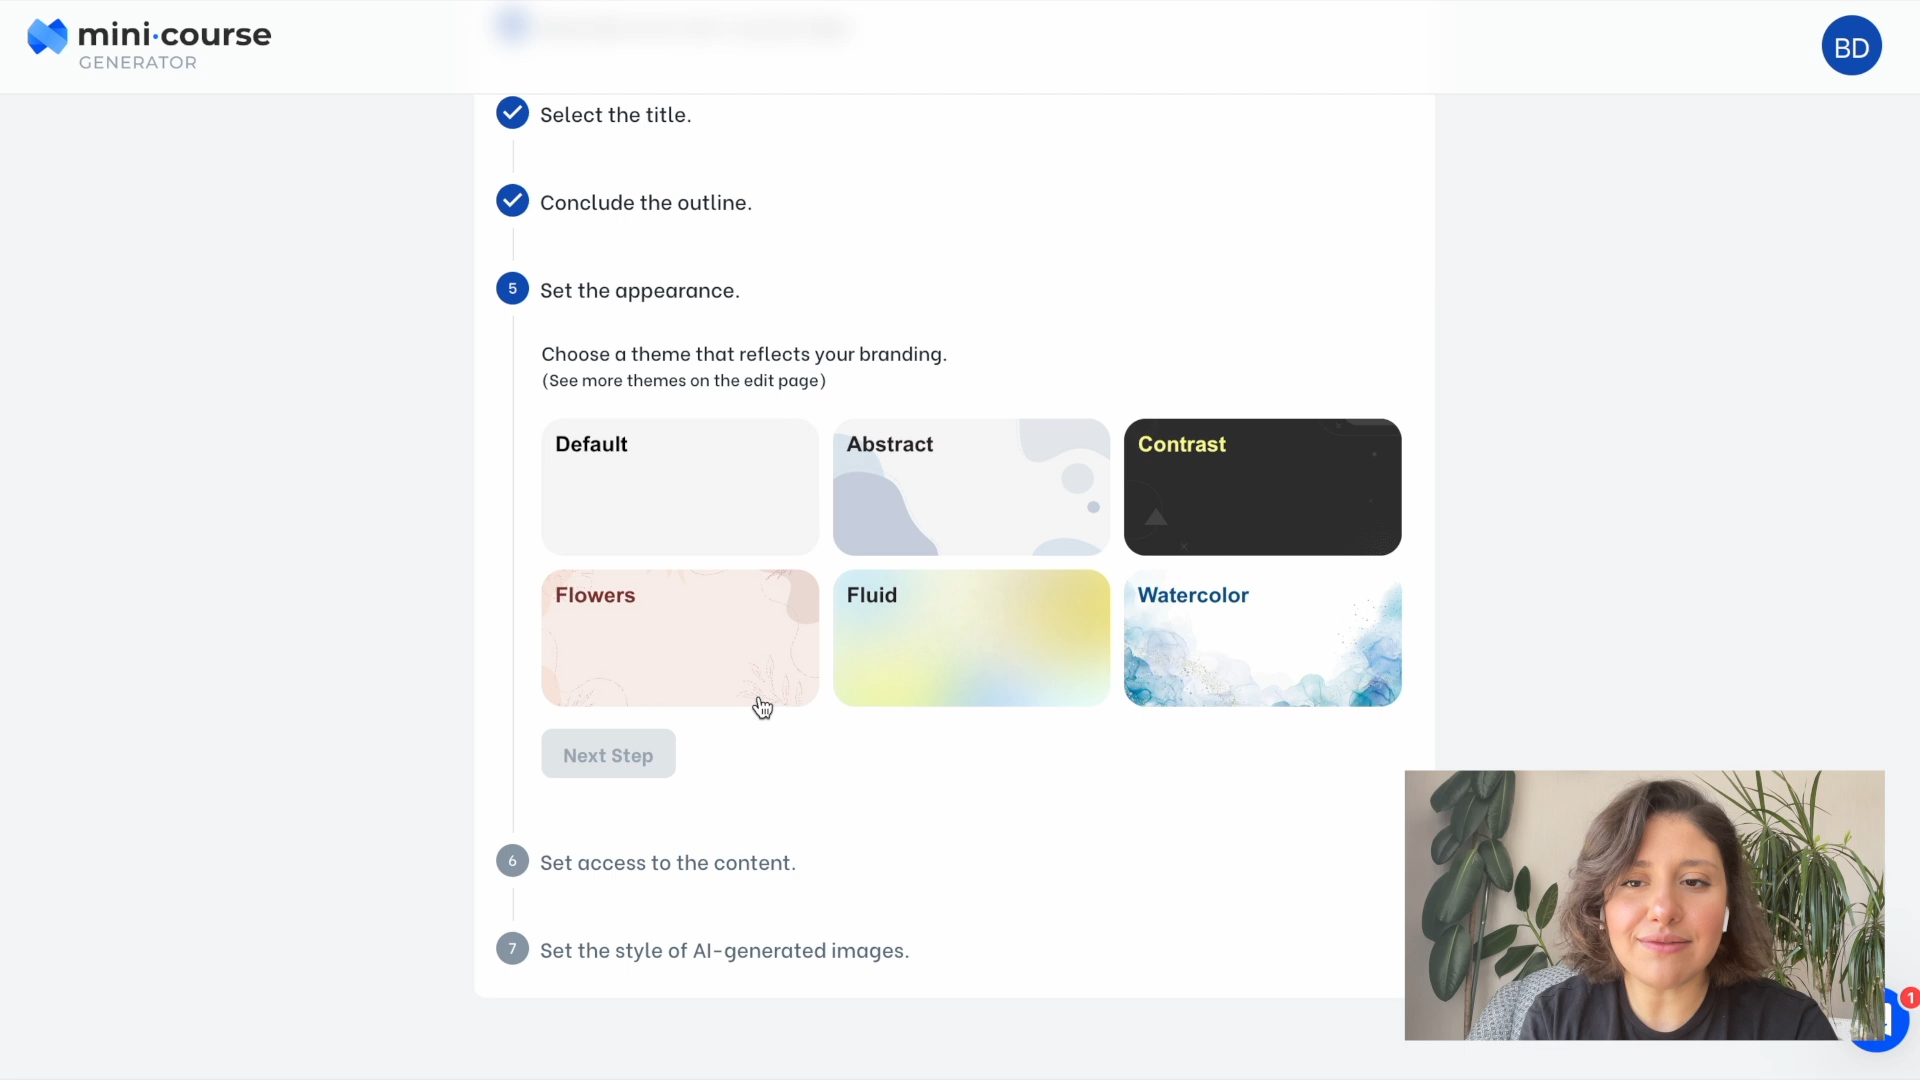 mini·course
GENERATOR
BD
Select the title.
Conclude the outline.
5 Set the appearance.
Choose a theme that reflects your branding.
(See more themes on the edit page)
Default
Abstract
Contrast
Flowers
Fluid
Watercolor
Next Step
6 Set access to the content.
7 Set the style of AI-generated images.
1